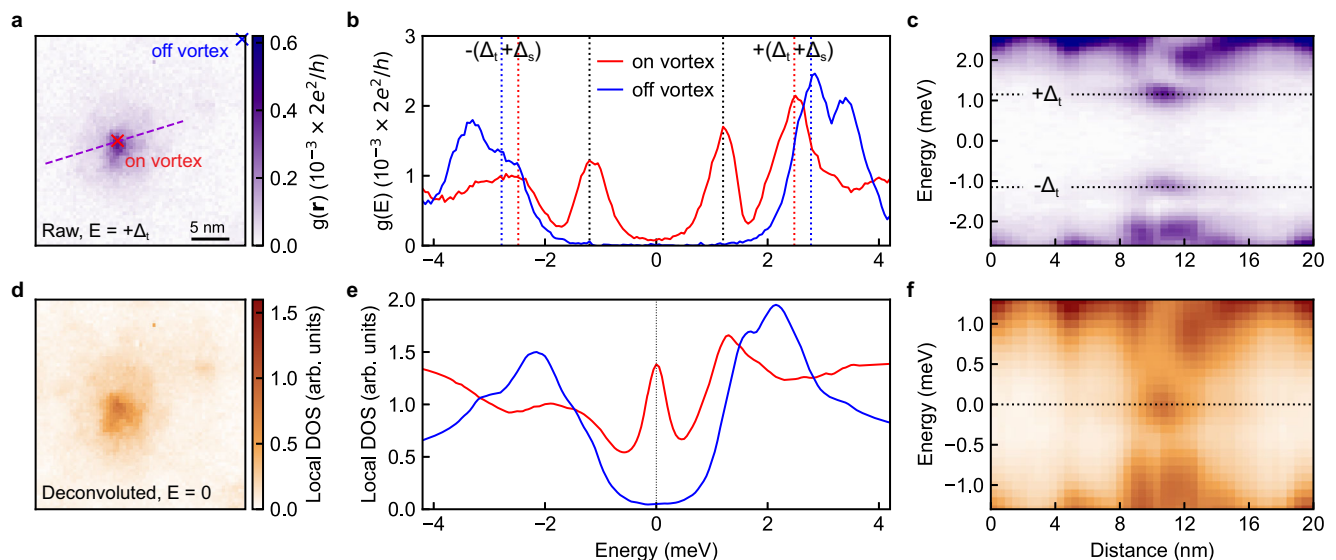 a
off vortex
on vortex
Raw, E = +Δt
5 nm
0.6
0.4
0.2
0.0
g(r) (10⁻³ × 2e²/h)
b
-(Δt +Δs)
+(Δt +Δs)
on vortex
off vortex
g(E) (10⁻³ × 2e²/h)
3
2
1
0
−4
−2
0
2
4
c
+Δt
-Δt
Energy (meV)
2.0
1.0
0.0
−1.0
−2.0
0
4
8
12
16
20
d
Deconvoluted, E = 0
1.5
1.0
0.5
0.0
Local DOS (arb. units)
e
Local DOS (arb. units)
2.0
1.5
1.0
0.5
0.0
−4
−2
0
2
4
Energy (meV)
f
Energy (meV)
1.0
0.5
0.0
−0.5
−1.0
0
4
8
12
16
20
Distance (nm)